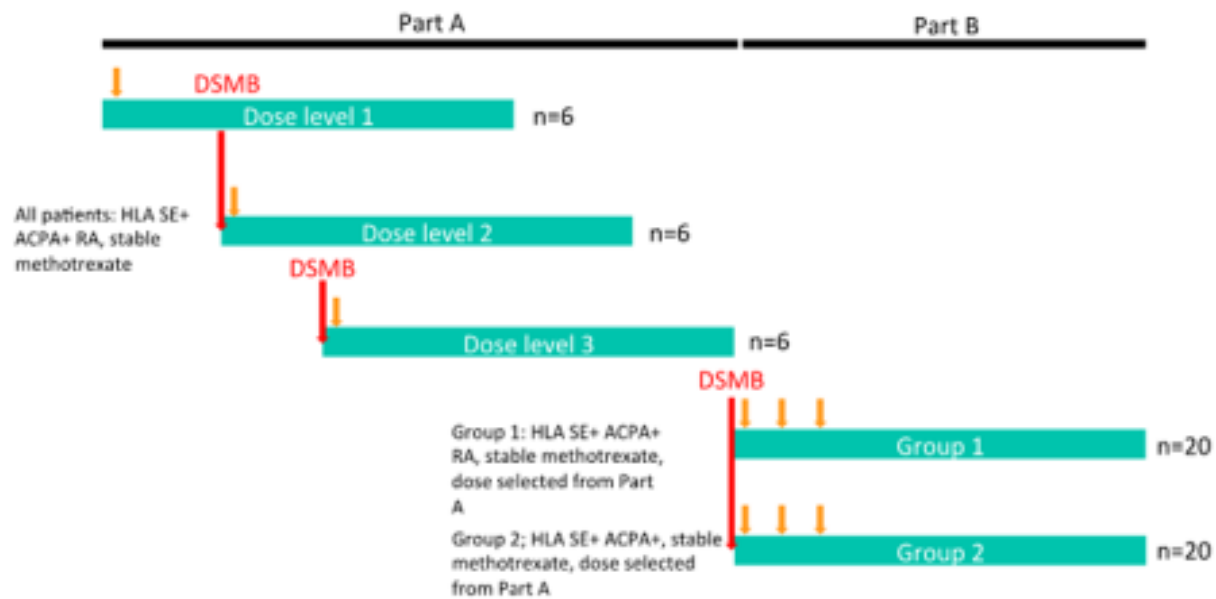 Part A
Part B
DSMB
Dose level 1
n=6
All patients: HLA SE+
ACPA+ RA, stable
methotrexate
Dose level 2
n=6
DSMB
Dose level 3
n=6
DSMB
Group 1: HLA SE+ ACPA+
RA, stable methotrexate,
dose selected from Part
A
Group 1
n=20
Group 2; HLA SE+ ACPA+, stable
methotrexate, dose selected
from Part A
Group 2
n=20